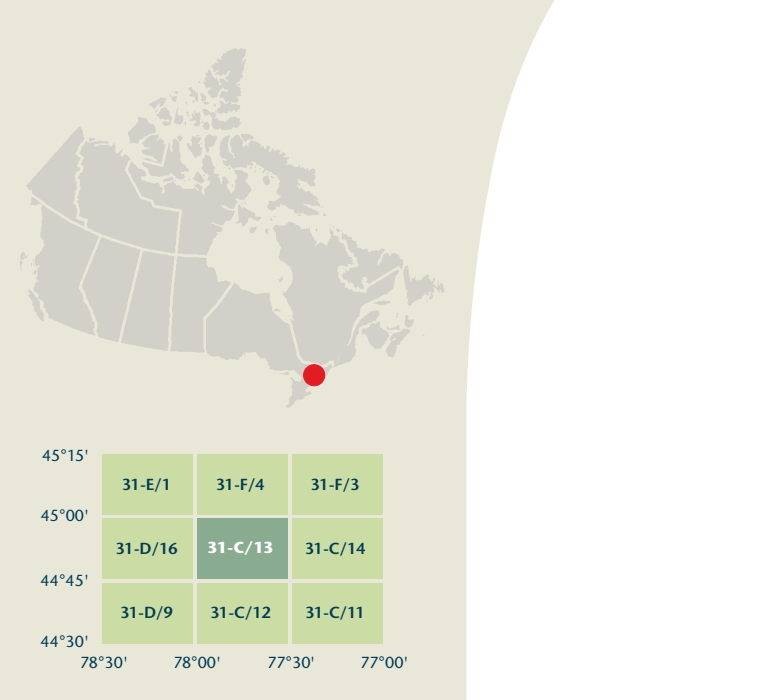 45°15'
31-E/1 31-F/4 31-F/3
45°00'
31-D/16 31-C/13 31-C/14
44°45'
31-D/9 31-C/12 31-C/11
44°30'
78°30' 78°00' 77°30' 77°00'